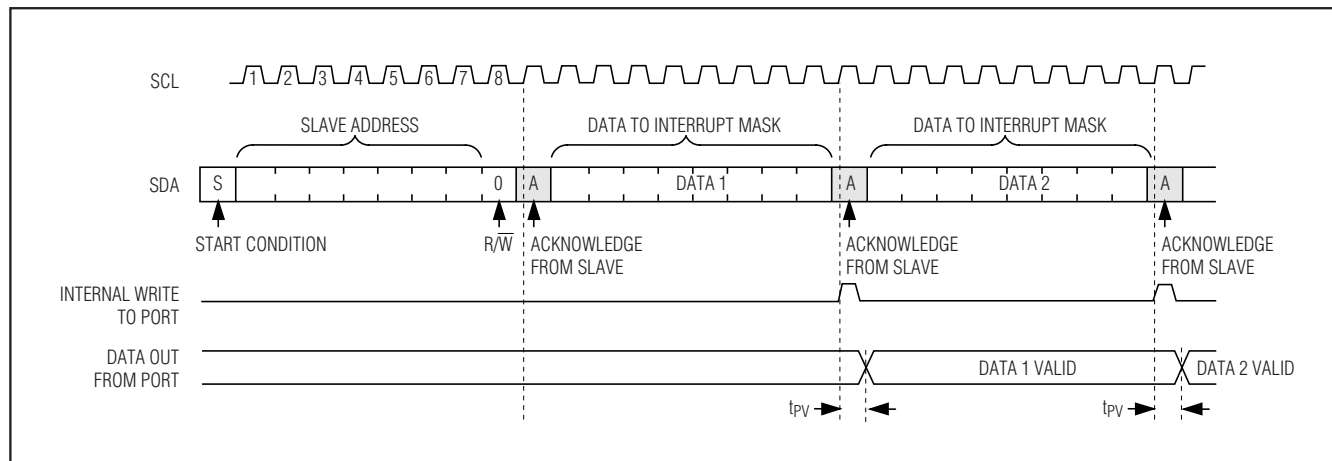 SCL
1 2 3 4 5 6 7 8
SLAVE ADDRESS
DATA TO INTERRUPT MASK
DATA TO INTERRUPT MASK
SDA
S
0
A
DATA 1
A
DATA 2
A
START CONDITION
R/W̅
ACKNOWLEDGE
FROM SLAVE
ACKNOWLEDGE
FROM SLAVE
ACKNOWLEDGE
FROM SLAVE
INTERNAL WRITE
TO PORT
DATA OUT
FROM PORT
DATA 1 VALID
DATA 2 VALID
tPV
tPV